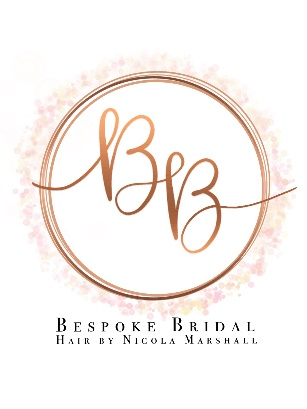 BB
BESPOKE BRIDAL
HAIR BY NICOLA MARSHALL